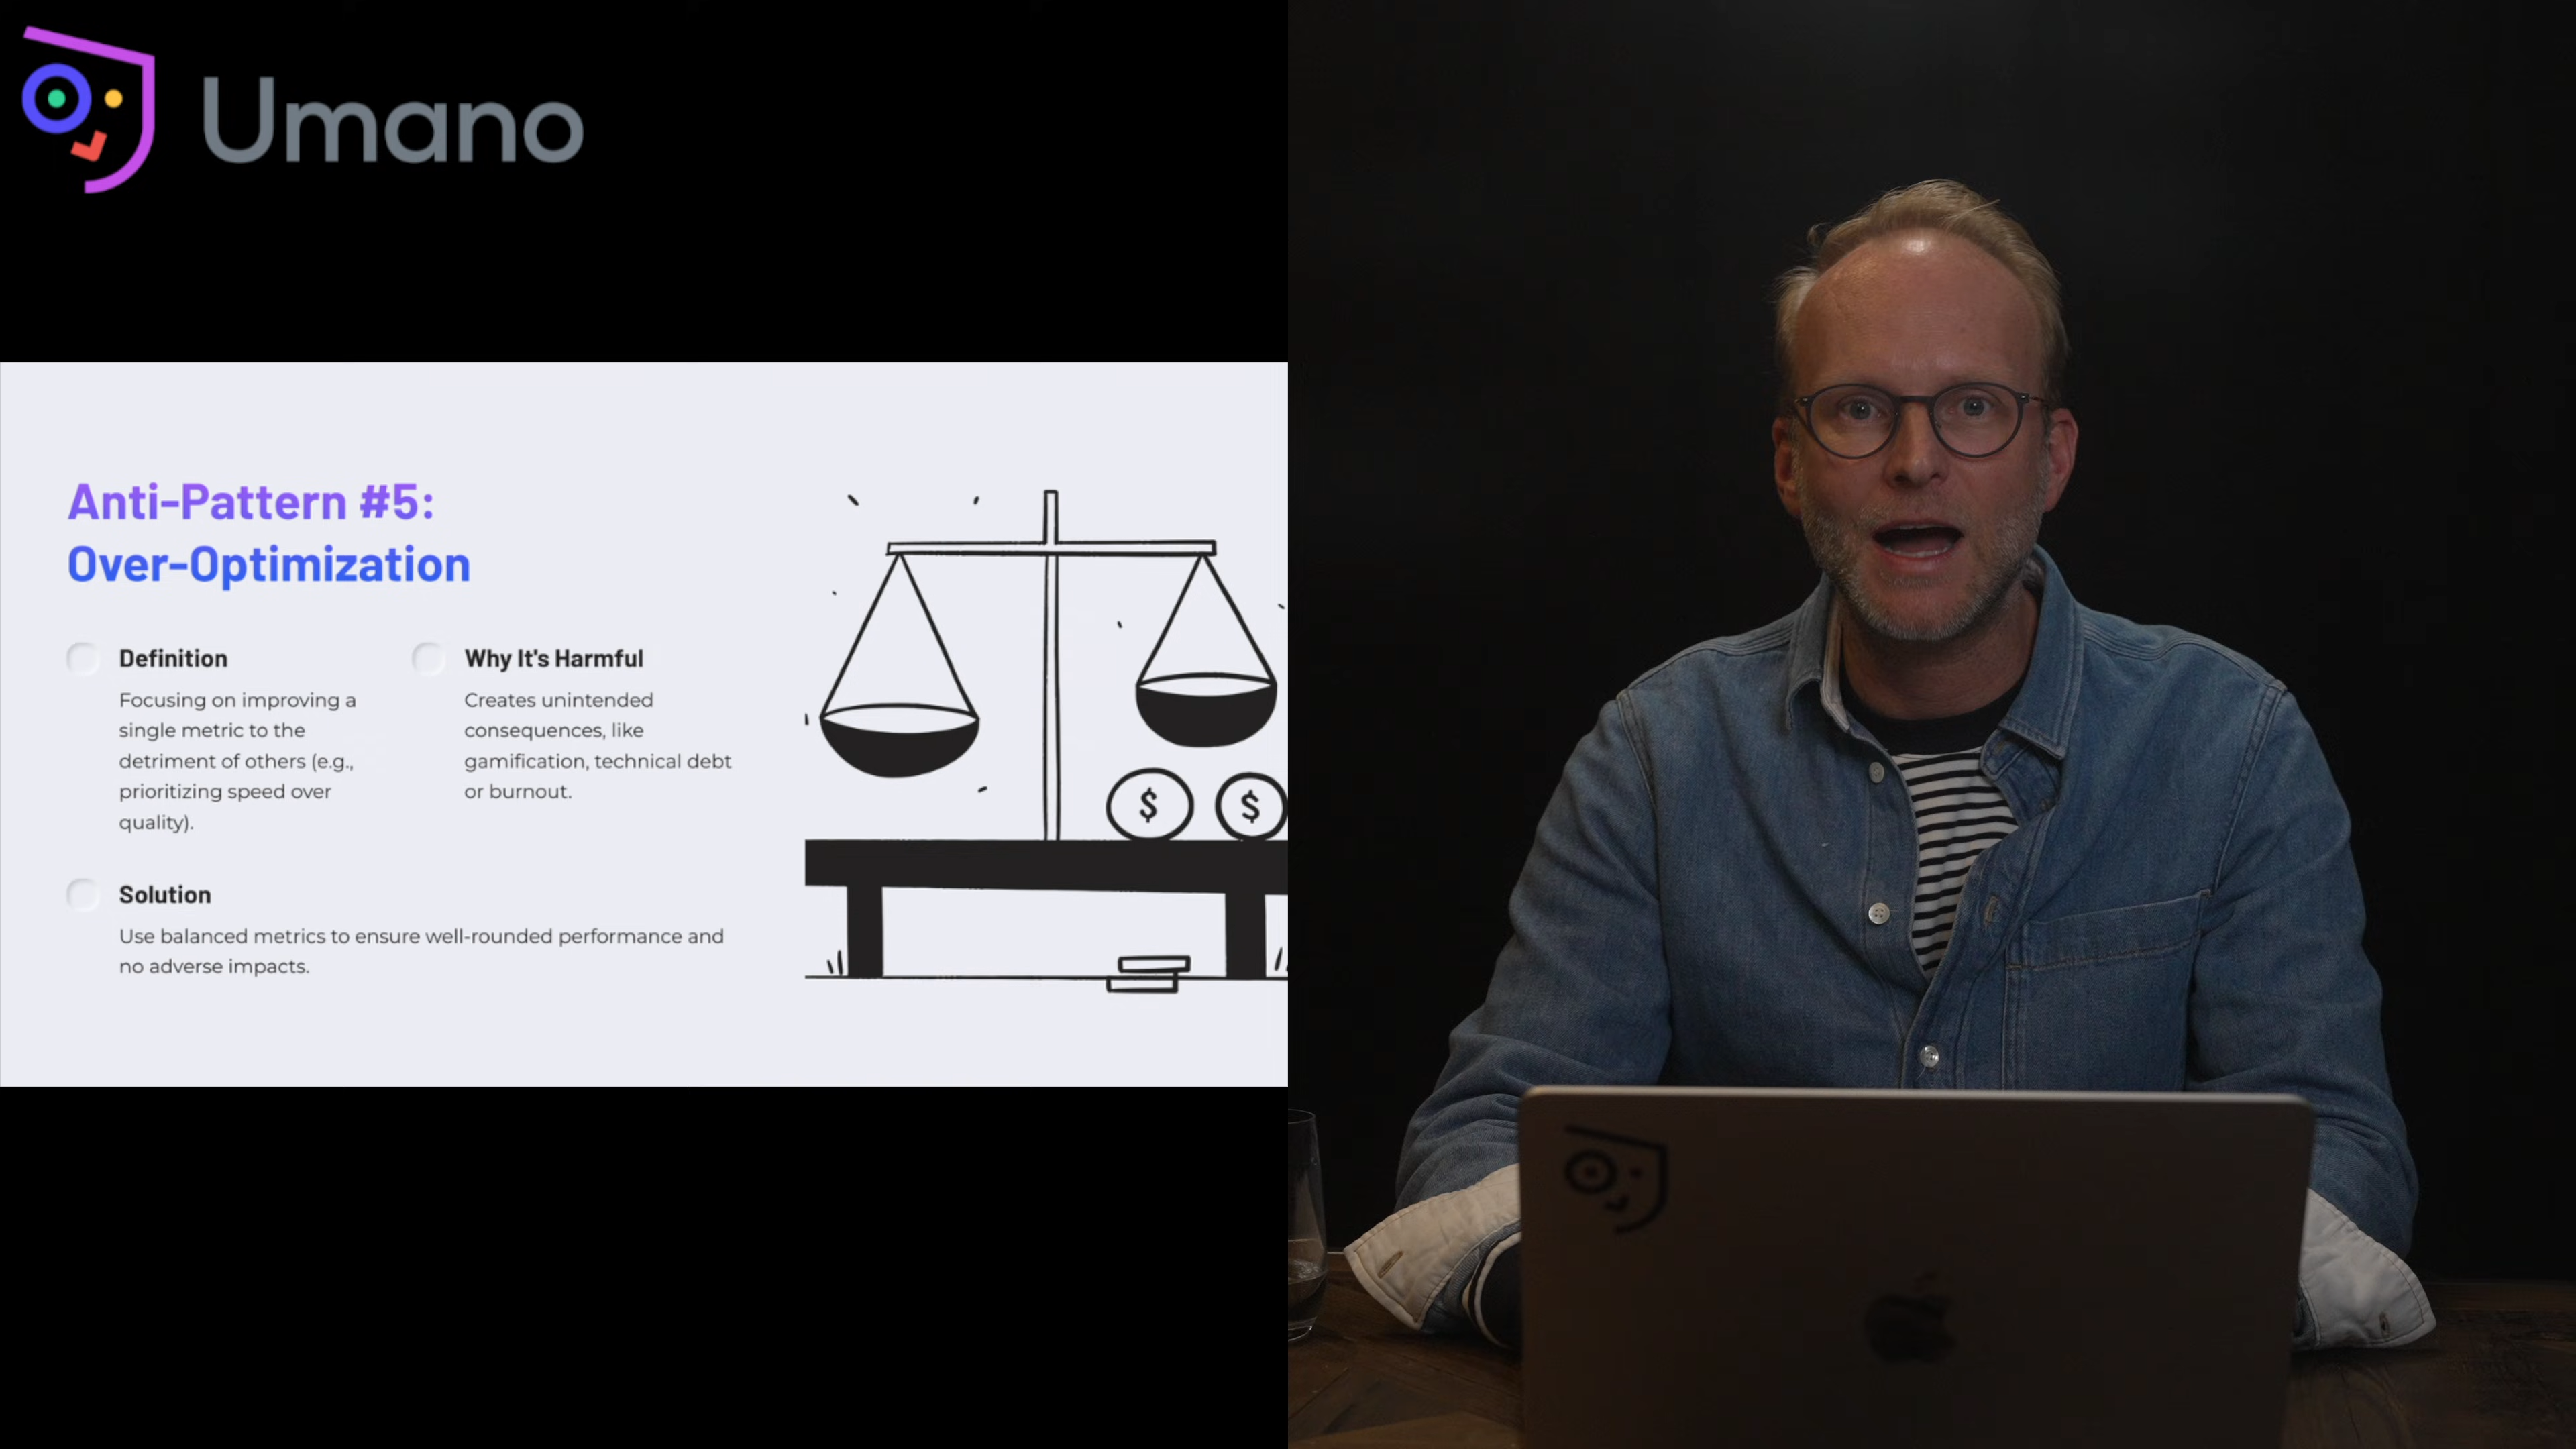 Umano
Anti-Pattern #5:
Over-Optimization
Definition
Focusing on improving a
single metric to the
detriment of others (e.g.,
prioritizing speed over
quality).
Why It's Harmful
Creates unintended
consequences, like
gamification, technical debt
or burnout.
Solution
Use balanced metrics to ensure well-rounded performance and
no adverse impacts.
$ $